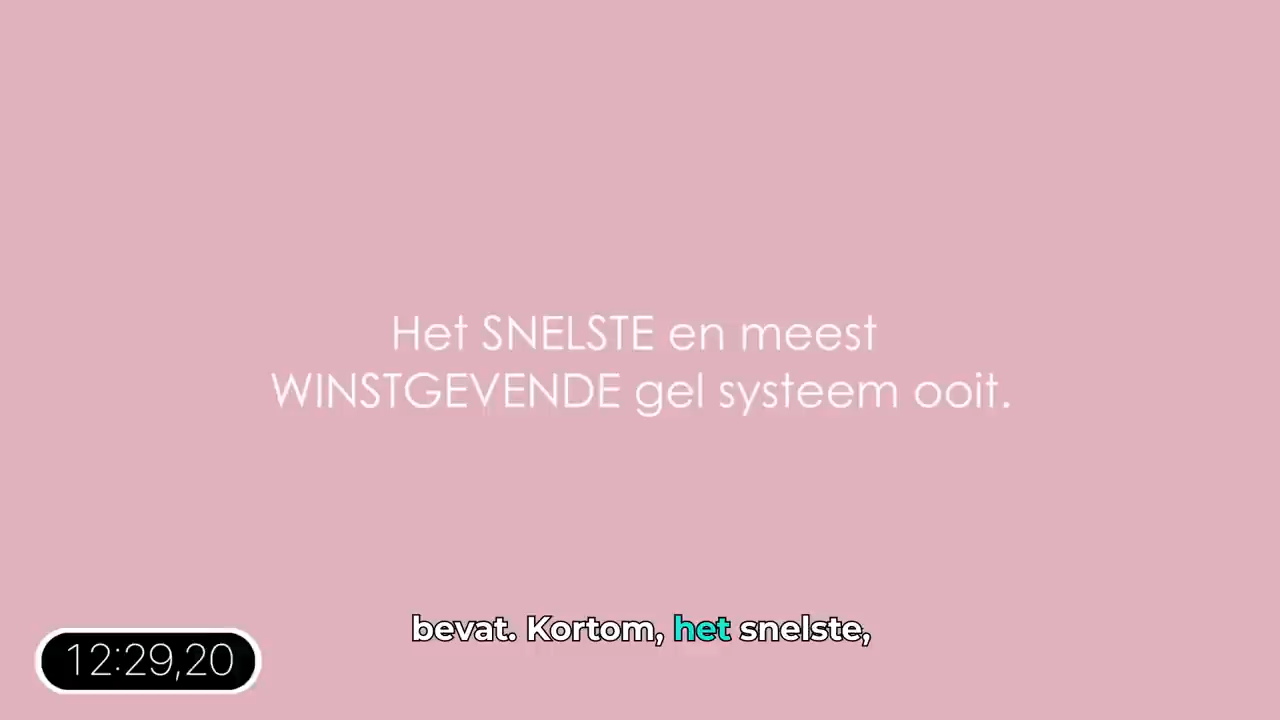 Het SNELSTE en meest
WINSTGEVENDE gel systeem ooit.
bevat. Kortom, het snelste,
12:29,20